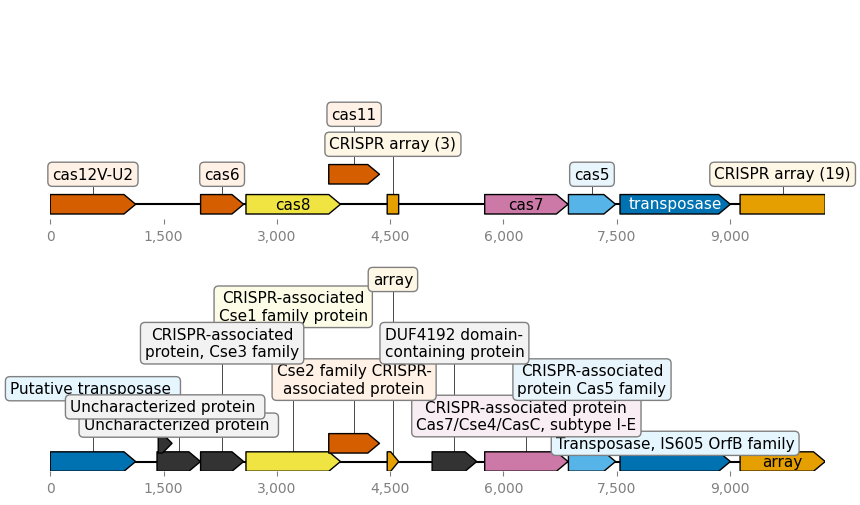 cas11
CRISPR array (3)
cas12V-U2
cas6
cas5
CRISPR array (19)
cas8
cas7
transposase
0
1,500
3,000
4,500
6,000
7,500
9,000
array
CRISPR-associated
Cse1 family protein
CRISPR-associated
protein, Cse3 family
DUF4192 domain-
containing protein
Putative transposase
Cse2 family CRISPR-
associated protein
CRISPR-associated
protein Cas5 family
Uncharacterized protein
Uncharacterized protein
CRISPR-associated protein
Cas7/Cse4/CasC, subtype I-E
Transposase, IS605 OrfB family
array
0
1,500
3,000
4,500
6,000
7,500
9,000